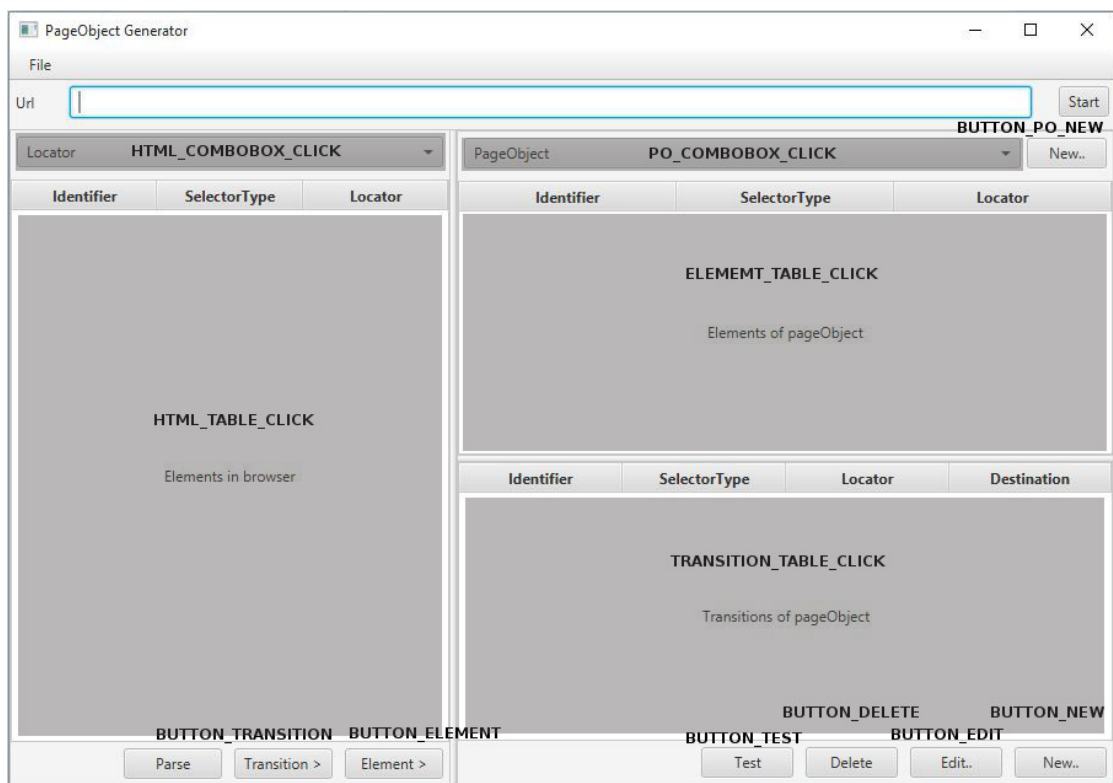 PageObject Generator
File
Url
Start
BUTTON_PO_NEW
Locator HTML_COMBOBOX_CLICK
PageObject PO_COMBOBOX_CLICK New..
Identifier SelectorType Locator
Identifier SelectorType Locator
ELEMEMT_TABLE_CLICK
Elements of pageObject
HTML_TABLE_CLICK
Elements in browser
Identifier SelectorType Locator Destination
TRANSITION_TABLE_CLICK
Transitions of pageObject
BUTTON_DELETE BUTTON_NEW
BUTTON_TRANSITION BUTTON_ELEMENT BUTTON_TEST BUTTON_EDIT
Parse Transition > Element >
Test Delete Edit.. New..